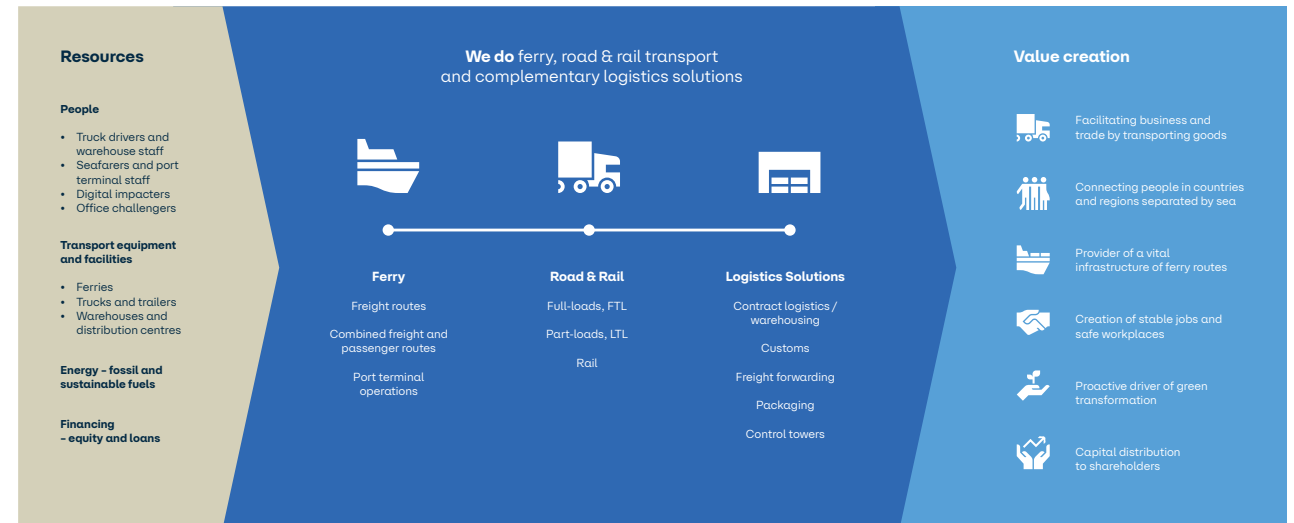 Resources
People
• Truck drivers and
warehouse staff
• Seafarers and port
terminal staff
• Digital impacters
• Office challengers
Transport equipment
and facilities
• Ferries
• Trucks and trailers
• Warehouses and
distribution centres
Energy – fossil and
sustainable fuels
Financing
– equity and loans
We do ferry, road & rail transport
and complementary logistics solutions
Ferry
Freight routes
Combined freight and
passenger routes
Port terminal
operations
Road & Rail
Full-loads, FTL
Part-loads, LTL
Rail
Logistics Solutions
Contract logistics /
warehousing
Customs
Freight forwarding
Packaging
Control towers
Value creation
Facilitating business and
trade by transporting goods
Connecting people in countries
and regions separated by sea
Provider of a vital
infrastructure of ferry routes
Creation of stable jobs and
safe workplaces
Proactive driver of green
transformation
Capital distribution
to shareholders